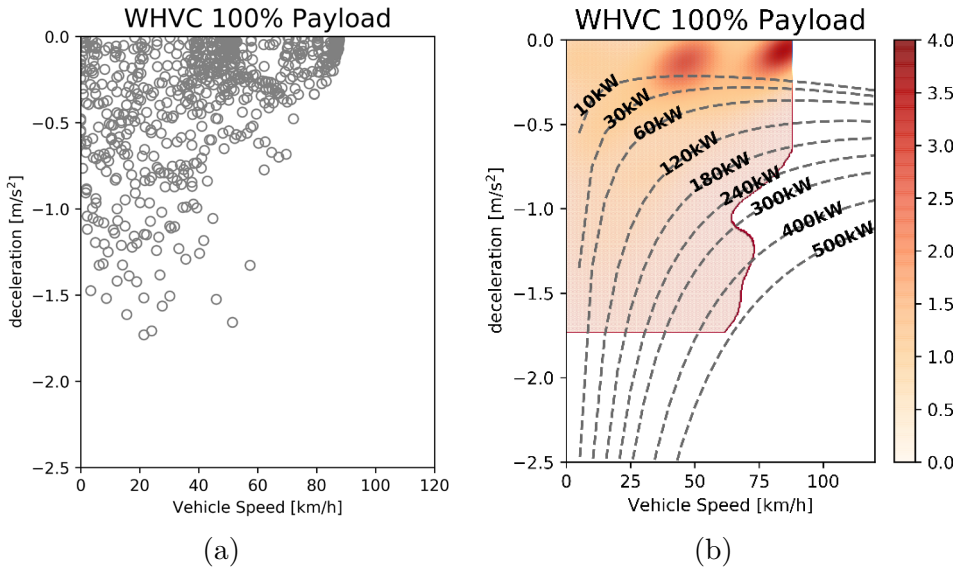 WHVC 100% Payload
0.0
−0.5
−1.0
−1.5
−2.0
−2.5
deceleration [m/s²]
0 20 40 60 80 100 120
Vehicle Speed [km/h]
(a)
WHVC 100% Payload
0.0
−0.5
−1.0
−1.5
−2.0
−2.5
deceleration [m/s²]
10kW
30kW
60kW
120kW
180kW
240kW
300kW
400kW
500kW
0 25 50 75 100
Vehicle Speed [km/h]
4.0
3.5
3.0
2.5
2.0
1.5
1.0
0.5
0.0
(b)